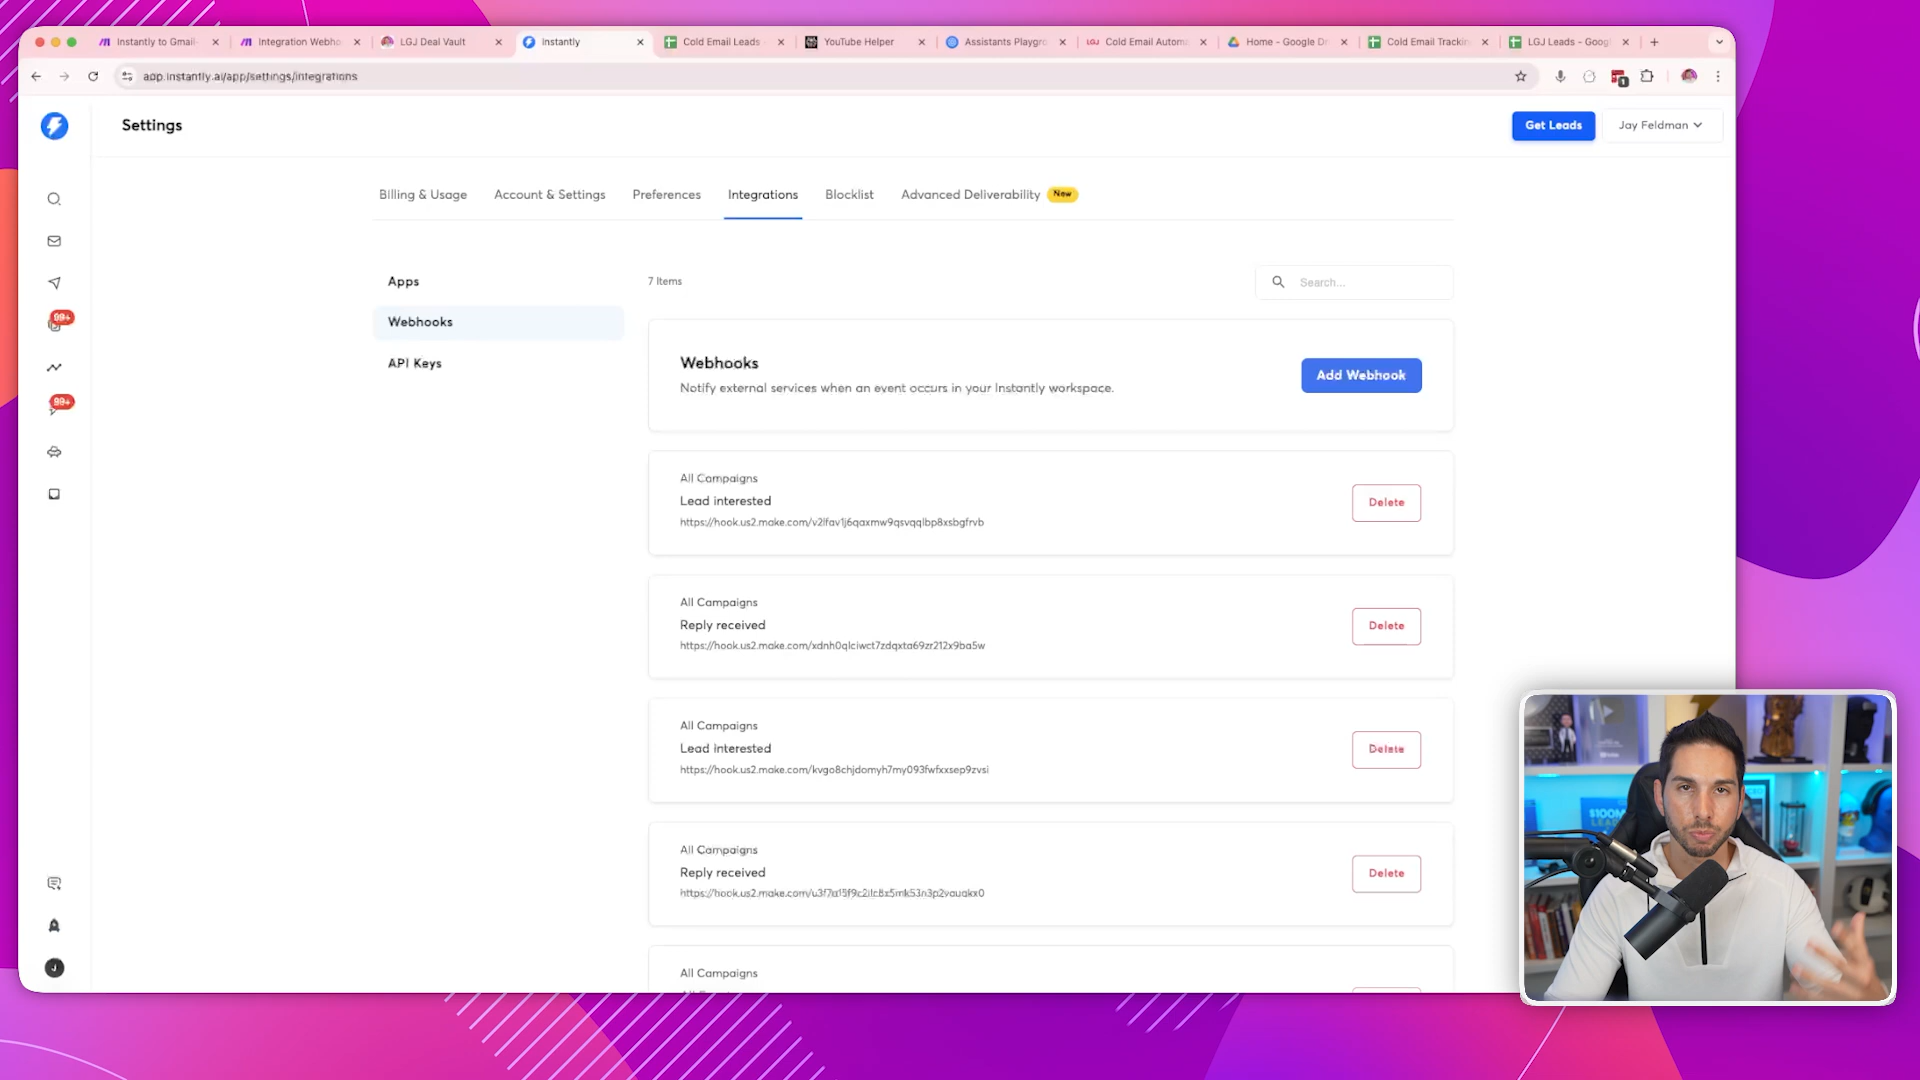 Instantly to Gmail
Integration Webho
LGJ Deal Vault
Instantly
Cold Email Leads
YouTube Helper
Assistants Playgro
LGJ
Cold Email Autom
Home - Google Dr
Cold Email Trackin
LGJ Leads - Goog
app.instantly.ai/app/settings/integrations
1
Settings
Get Leads
Jay Feldman
Billing & Usage
Account & Settings
Preferences
Integrations
Blocklist
Advanced Deliverability
New
99+
99+
J
Apps
Webhooks
API Keys
7 Items
Search...
Webhooks
Notify external services when an event occurs in your Instantly workspace.
Add Webhook
All Campaigns
Lead interested
https://hook.us2.make.com/v2lfav1j6qaxmw9qsvqqlbp8xsbgfrvb
Delete
All Campaigns
Reply received
https://hook.us2.make.com/xdnh0qlciwct7zdqxta69zr212x9ba5w
Delete
All Campaigns
Lead interested
https://hook.us2.make.com/kvgo8chjdomyh7my093fwfxxsep9zvsi
Delete
All Campaigns
Reply received
Delete
All Campaigns
$100M